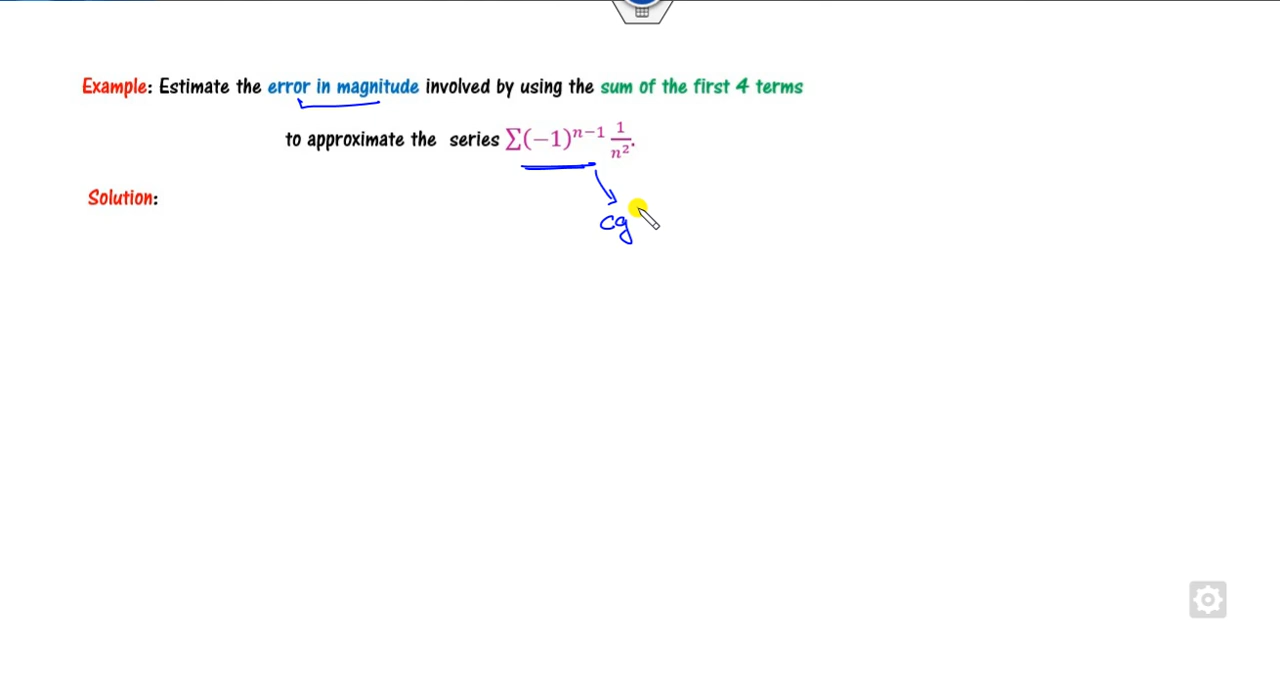 Example: Estimate the error in magnitude involved by using the sum of the first 4 terms
to approximate the series ∑(−1)ⁿ⁻¹ 1/n².
Solution:
cg